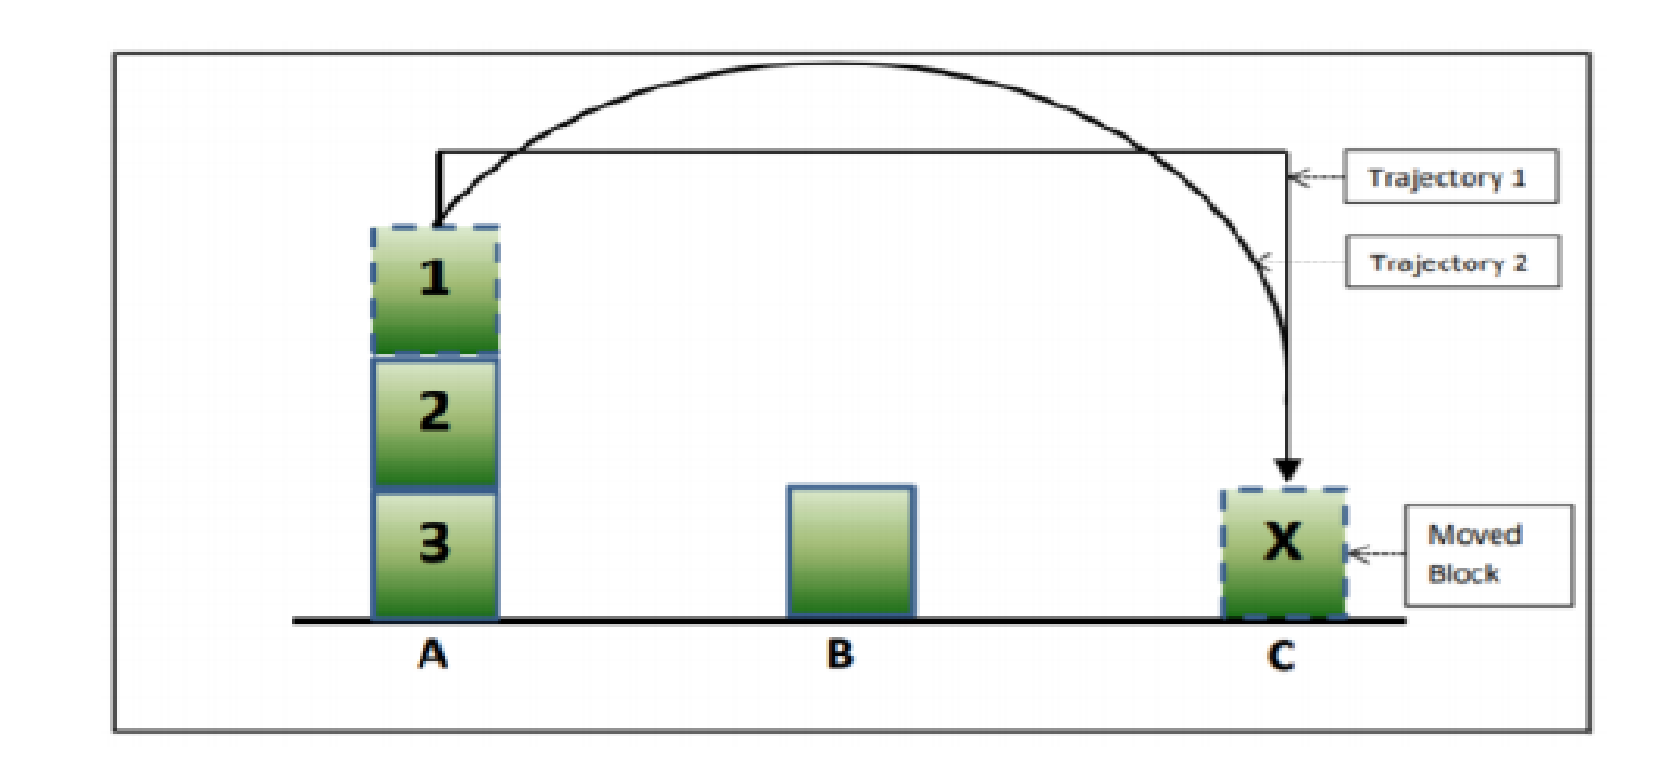 Trajectory 1
Trajectory 2
1
2
3
X
Moved
Block
A B C